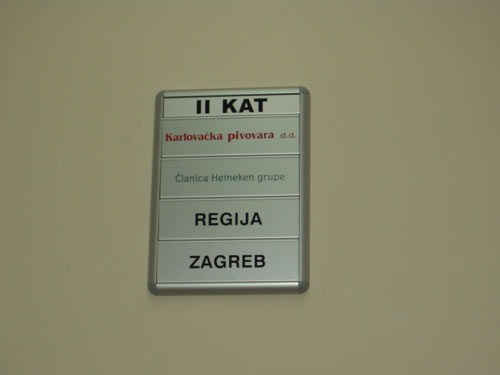 II KAT
Karlovačka pivovara d.d.
Članica Heineken grupe
REGIJA
ZAGREB